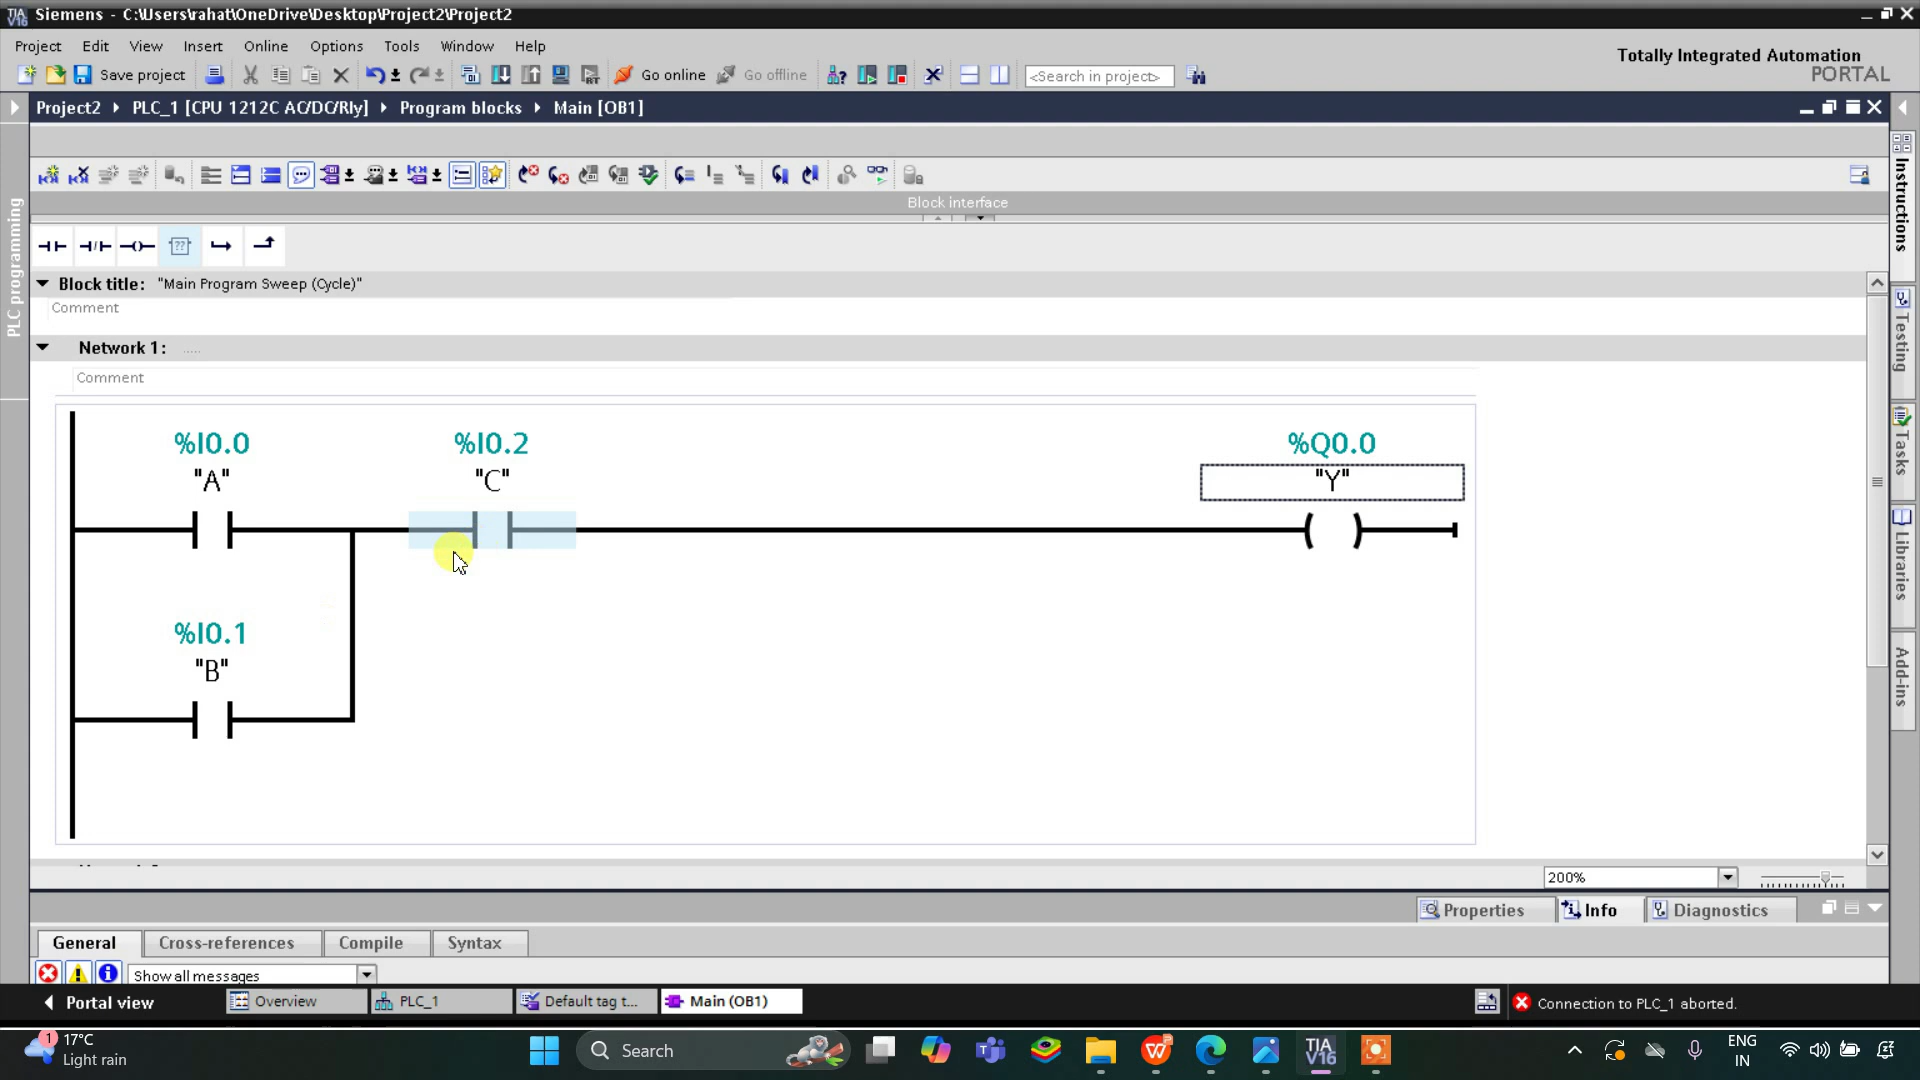 Siemens - C:\Users\rahat\OneDrive\Desktop\Project2\Project2
Project Edit View Insert Online Options Tools Window Help
Totally Integrated Automation
PORTAL
Save project Go online Go offline <Search in project>
Project2 PLC_1 [CPU 1212C AC/DC/Rly] Program blocks Main [OB1]
Block interface
??
Block title: "Main Program Sweep (Cycle)"
Comment
Network 1: .....
Comment
%I0.0 %I0.2 %Q0.0
"A" "C" "Y"
%I0.1
"B"
200%
PLC programming
Instructions
Testing
Tasks
Libraries
Add-ins
Properties Info Diagnostics
General Cross-references Compile Syntax
Show all messages
Portal view Overview PLC_1 Default tag t... Main (OB1) Connection to PLC_1 aborted.
1 17°C
Light rain
Search
TIA V16
ENG
IN